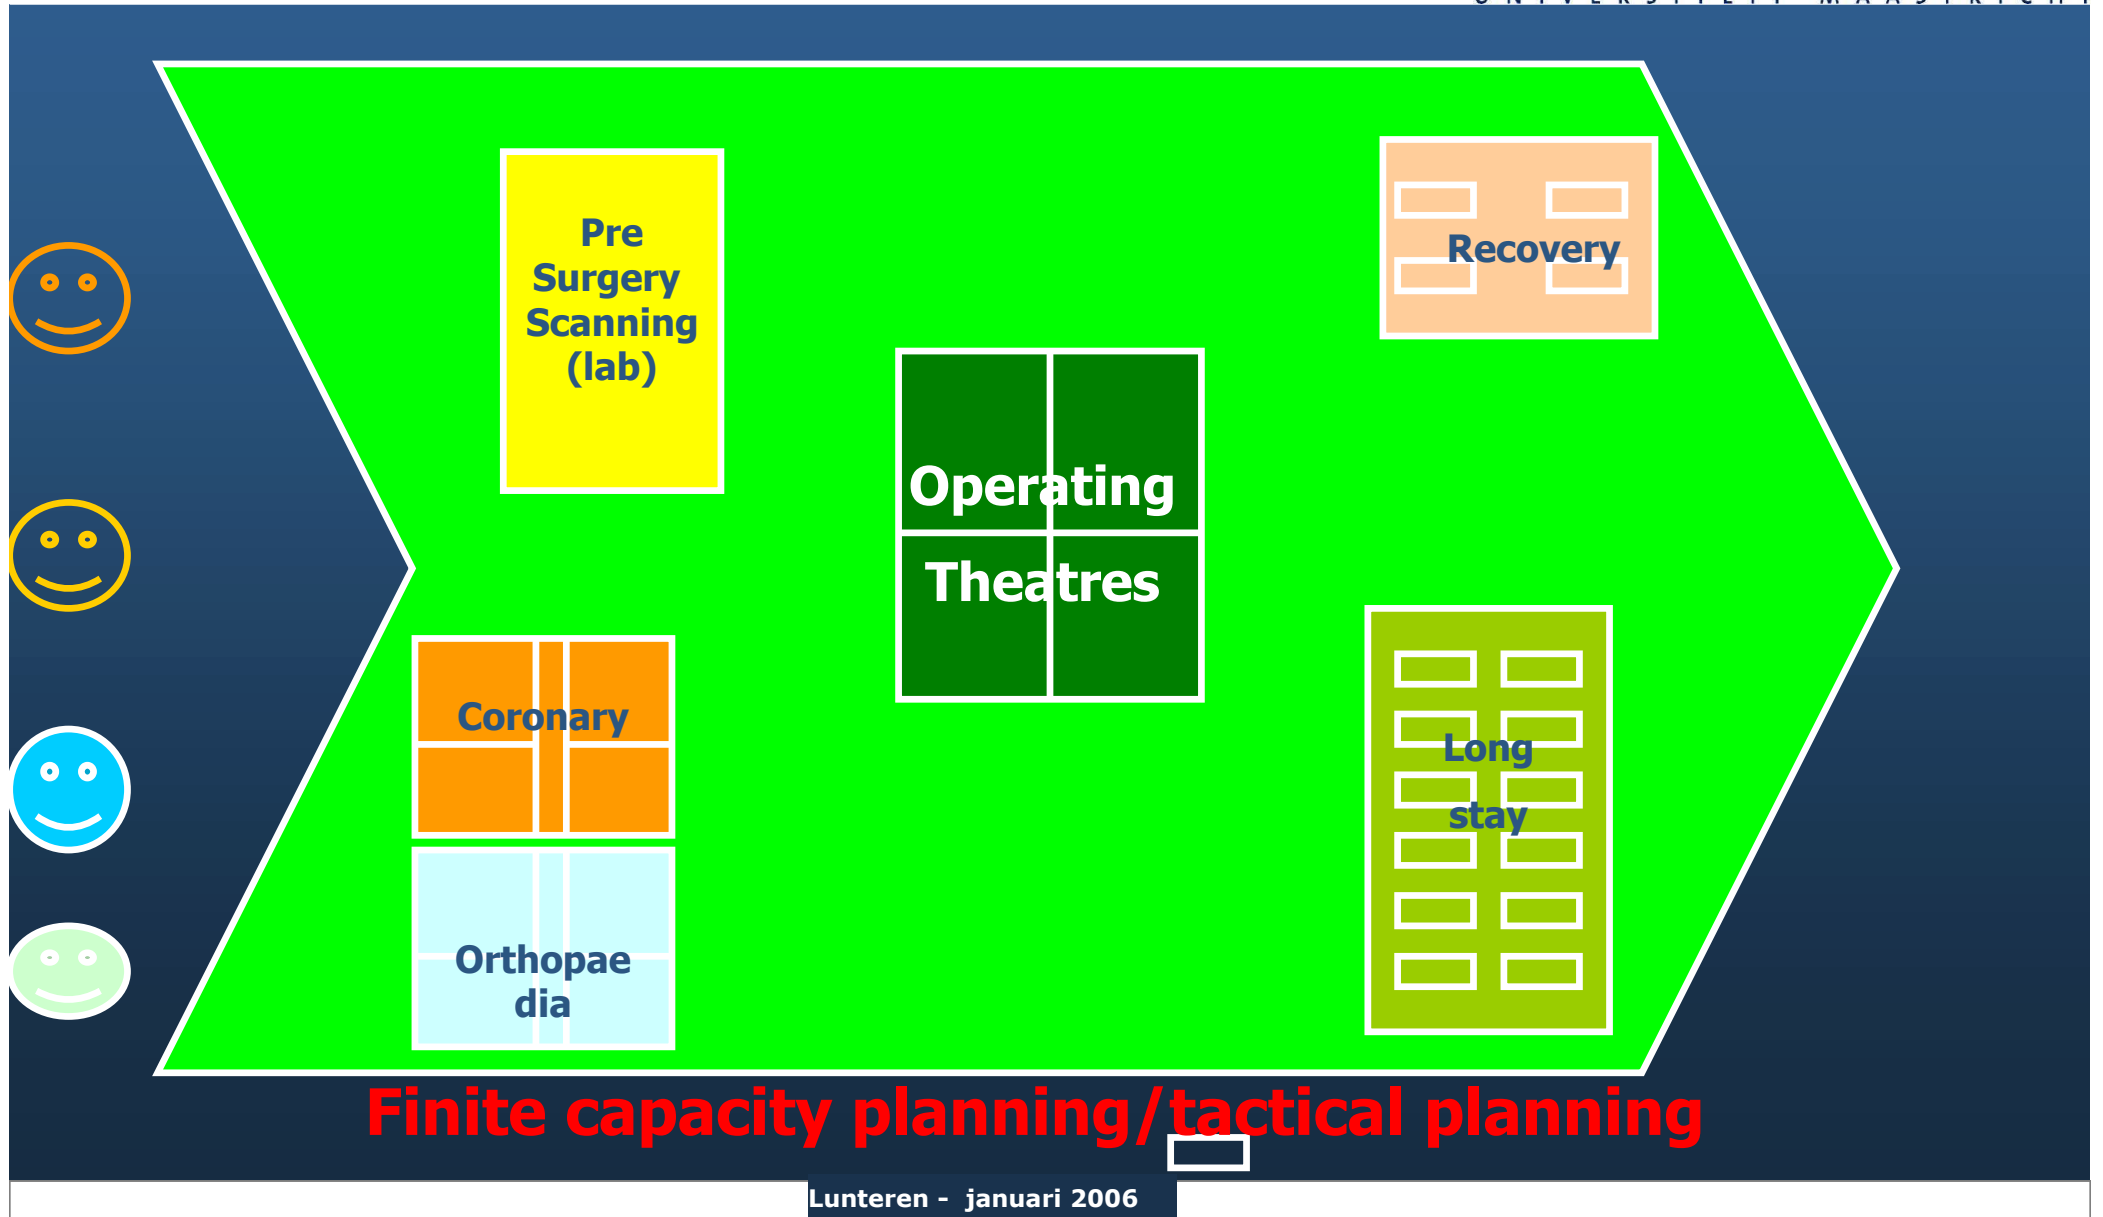 Pre
Surgery
Scanning
(lab)
Recovery
Operating
Theatres
Coronary
Long
stay
Orthopae
dia
Finite capacity planning/tactical planning
Lunteren – januari 2006